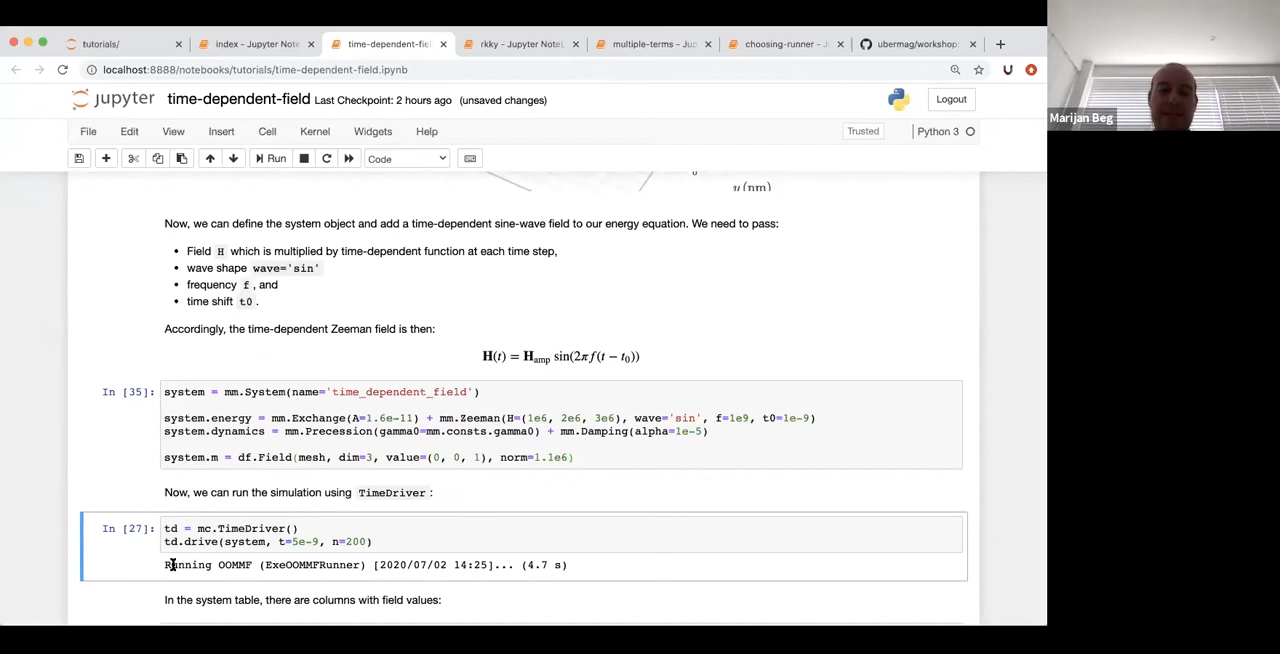 tutorials/
index - Jupyter Note
time-dependent-fie
rkky - Jupyter Note
multiple-terms - Ju
choosing-runner - J
ubermag/workshop:
localhost:8888/notebooks/tutorials/time-dependent-field.ipynb
jupyter time-dependent-field Last Checkpoint: 2 hours ago (unsaved changes)
Logout
File Edit View Insert Cell Kernel Widgets Help
Trusted
Python 3
Run
Code
y (nm)
Now, we can define the system object and add a time-dependent sine-wave field to our energy equation. We need to pass:
• Field H which is multiplied by time-dependent function at each time step,
• wave shape wave='sin'
• frequency f , and
• time shift t0 .
Accordingly, the time-dependent Zeeman field is then:
H(t) = H_amp sin(2πf(t − t_0))
In [35]: system = mm.System(name='time_dependent_field')
system.energy = mm.Exchange(A=1.6e-11) + mm.Zeeman(H=(1e6, 2e6, 3e6), wave='sin', f=1e9, t0=1e-9)
system.dynamics = mm.Precession(gamma0=mm.consts.gamma0) + mm.Damping(alpha=1e-5)
system.m = df.Field(mesh, dim=3, value=(0, 0, 1), norm=1.1e6)
Now, we can run the simulation using TimeDriver :
In [27]: td = mc.TimeDriver()
td.drive(system, t=5e-9, n=200)
Running OOMMF (ExeOOMMFRunner) [2020/07/02 14:25]... (4.7 s)
In the system table, there are columns with field values:
Marijan Beg